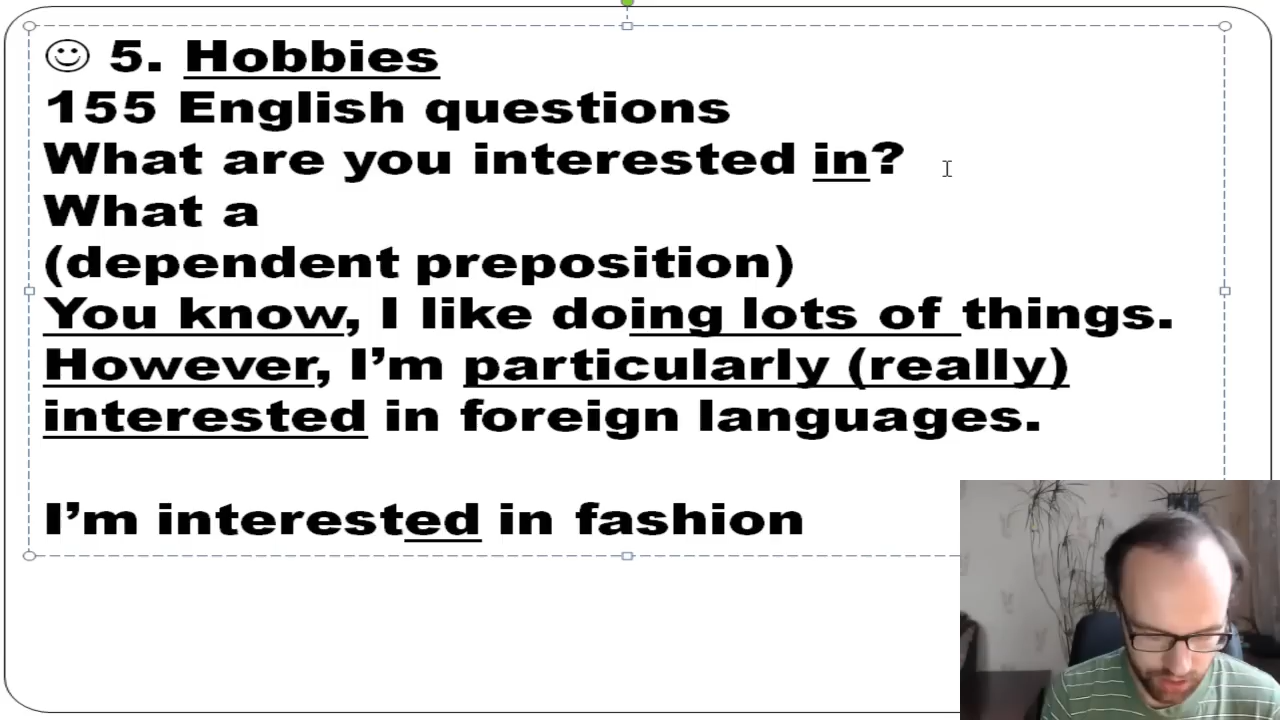 ☺ 5. Hobbies
155 English questions
What are you interested in?
What a
(dependent preposition)
You know, I like doing lots of things.
However, I’m particularly (really)
interested in foreign languages.
I’m interested in fashion